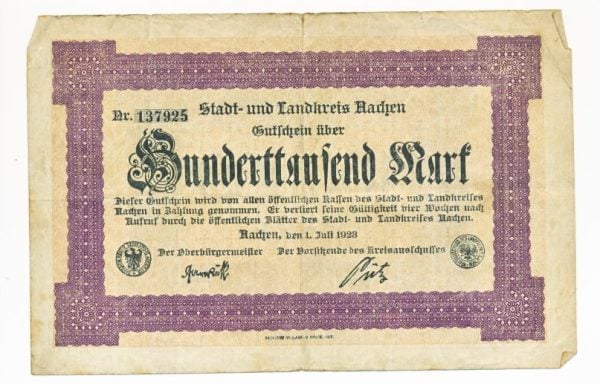 Nr. 137925
Stadt- und Landkreis Aachen
Gutschein über
Hunderttausend Mark
Dieser Gutschein wird von allen öffentlichen Kassen des Stadt- und Landkreises
Aachen in Zahlung genommen. Er verliert seine Gültigkeit vier Wochen nach
Aufruf durch die öffentlichen Blätter des Stadt- und Landkreises Aachen.
Aachen, den 1. Juli 1923
Der Oberbürgermeister Der Vorsitzende des Kreisausschusses
Pütz